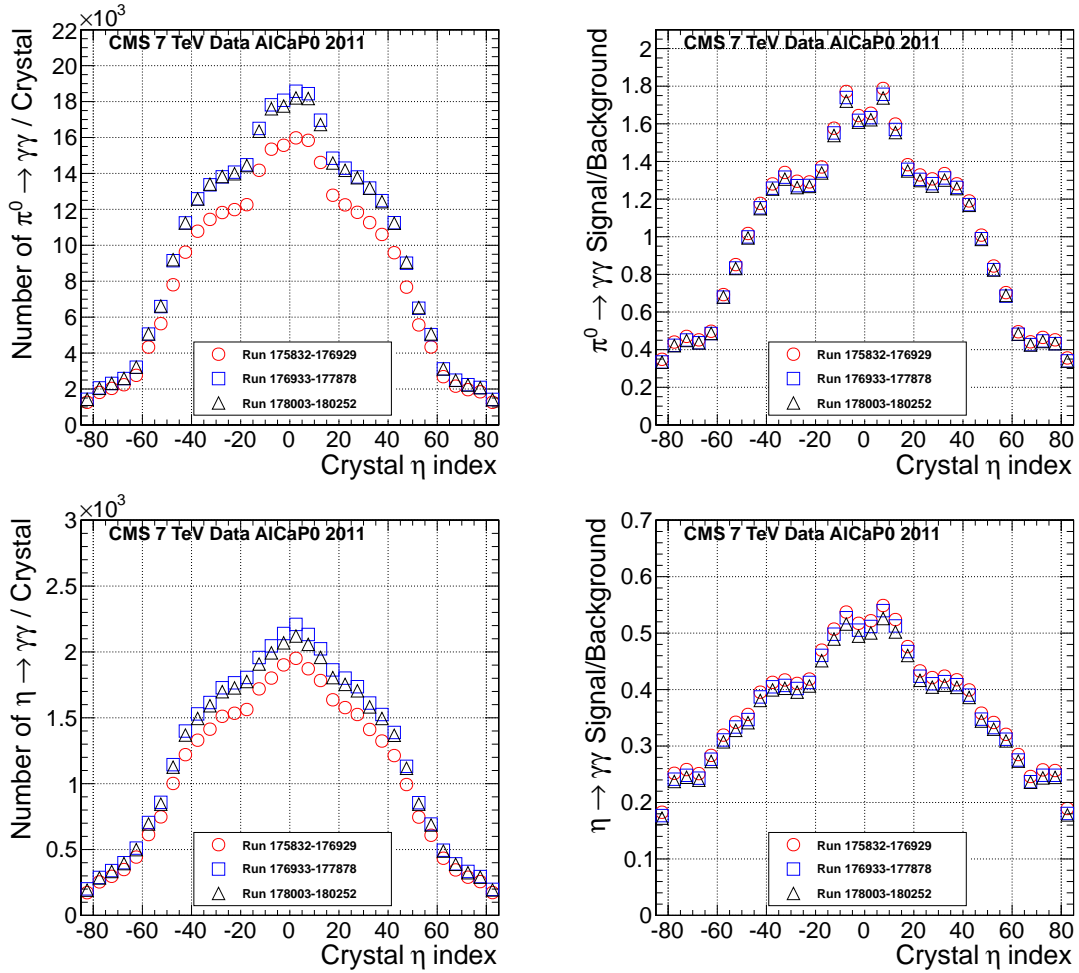 ×10³
CMS 7 TeV Data AlCaP0 2011
Number of π⁰ → γγ / Crystal
22
20
18
16
14
12
10
8
6
4
2
0
Run 175832-176929
Run 176933-177878
Run 178003-180252
-80 -60 -40 -20 0 20 40 60 80
Crystal η index
CMS 7 TeV Data AlCaP0 2011
π⁰ → γγ Signal/Background
2
1.8
1.6
1.4
1.2
1
0.8
0.6
0.4
0.2
0
Run 175832-176929
Run 176933-177878
Run 178003-180252
-80 -60 -40 -20 0 20 40 60 80
Crystal η index
×10³
CMS 7 TeV Data AlCaP0 2011
Number of η → γγ / Crystal
3
2.5
2
1.5
1
0.5
0
Run 175832-176929
Run 176933-177878
Run 178003-180252
-80 -60 -40 -20 0 20 40 60 80
Crystal η index
CMS 7 TeV Data AlCaP0 2011
η → γγ Signal/Background
0.7
0.6
0.5
0.4
0.3
0.2
0.1
0
Run 175832-176929
Run 176933-177878
Run 178003-180252
-80 -60 -40 -20 0 20 40 60 80
Crystal η index